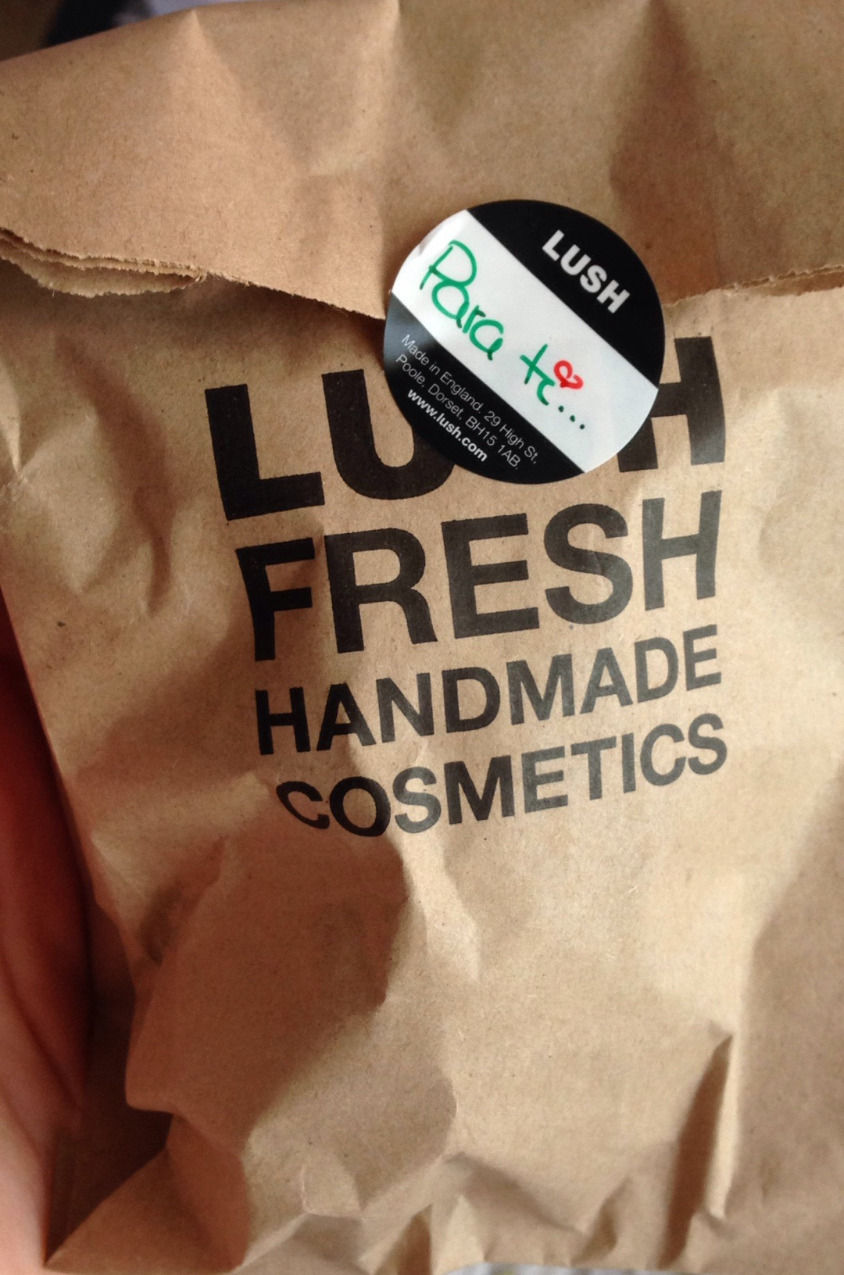 LUSH
Para ti...
Made in England. 29 High St,
Poole, Dorset, BH15 1AB.
www.lush.com
LU H
FRESH
HANDMADE
COSMETICS